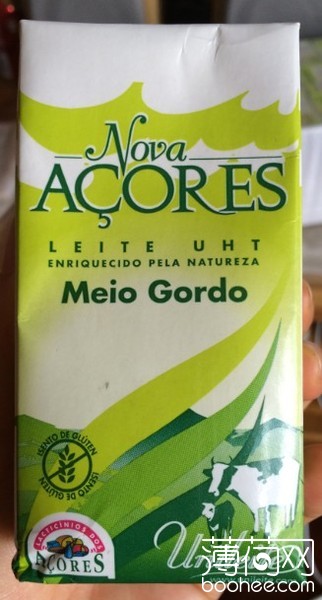 Nova
AÇORES
LEITE UHT
ENRIQUECIDO PELA NATUREZA
Meio Gordo
ISENTO DE GLÚTEN
ISENTO DE GLÚTEN
LACTICÍNIOS DOS
AÇORES
薄荷网
www.boohee.com